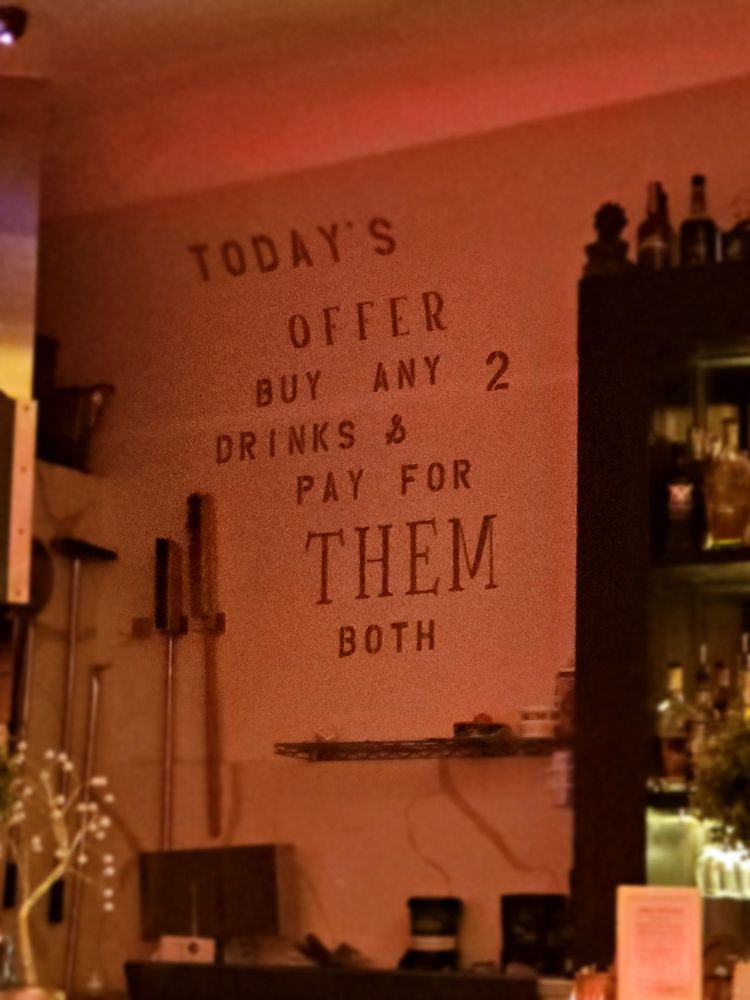 TODAY'S
OFFER
BUY ANY 2
DRINKS &
PAY FOR
THEM
BOTH